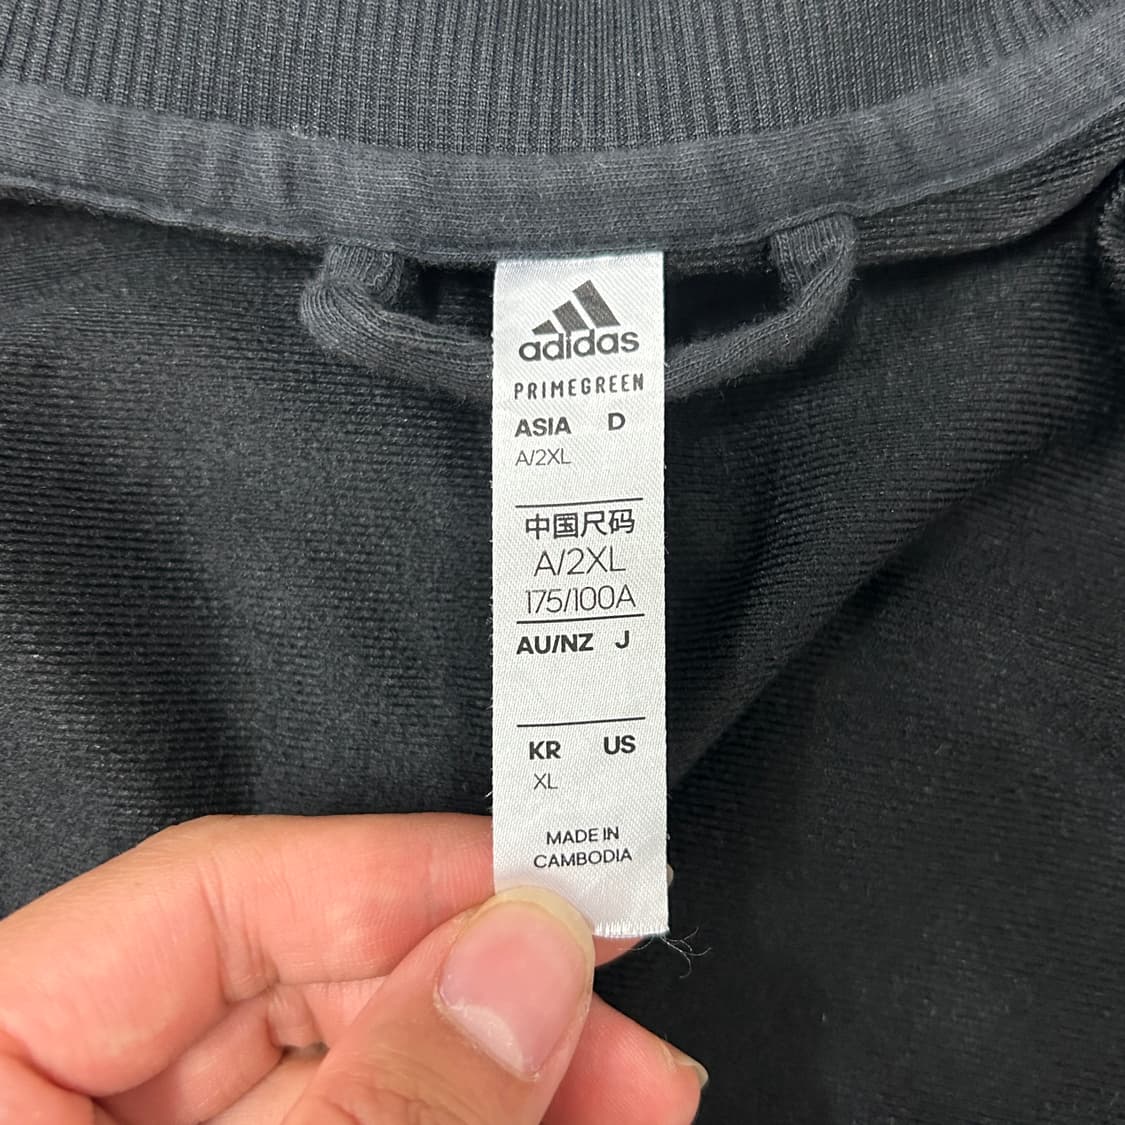 adidas
PRIMEGREEN
ASIA D
A/2XL
中国尺码
A/2XL
175/100A
AU/NZ J
KR US
XL
MADE IN
CAMBODIA